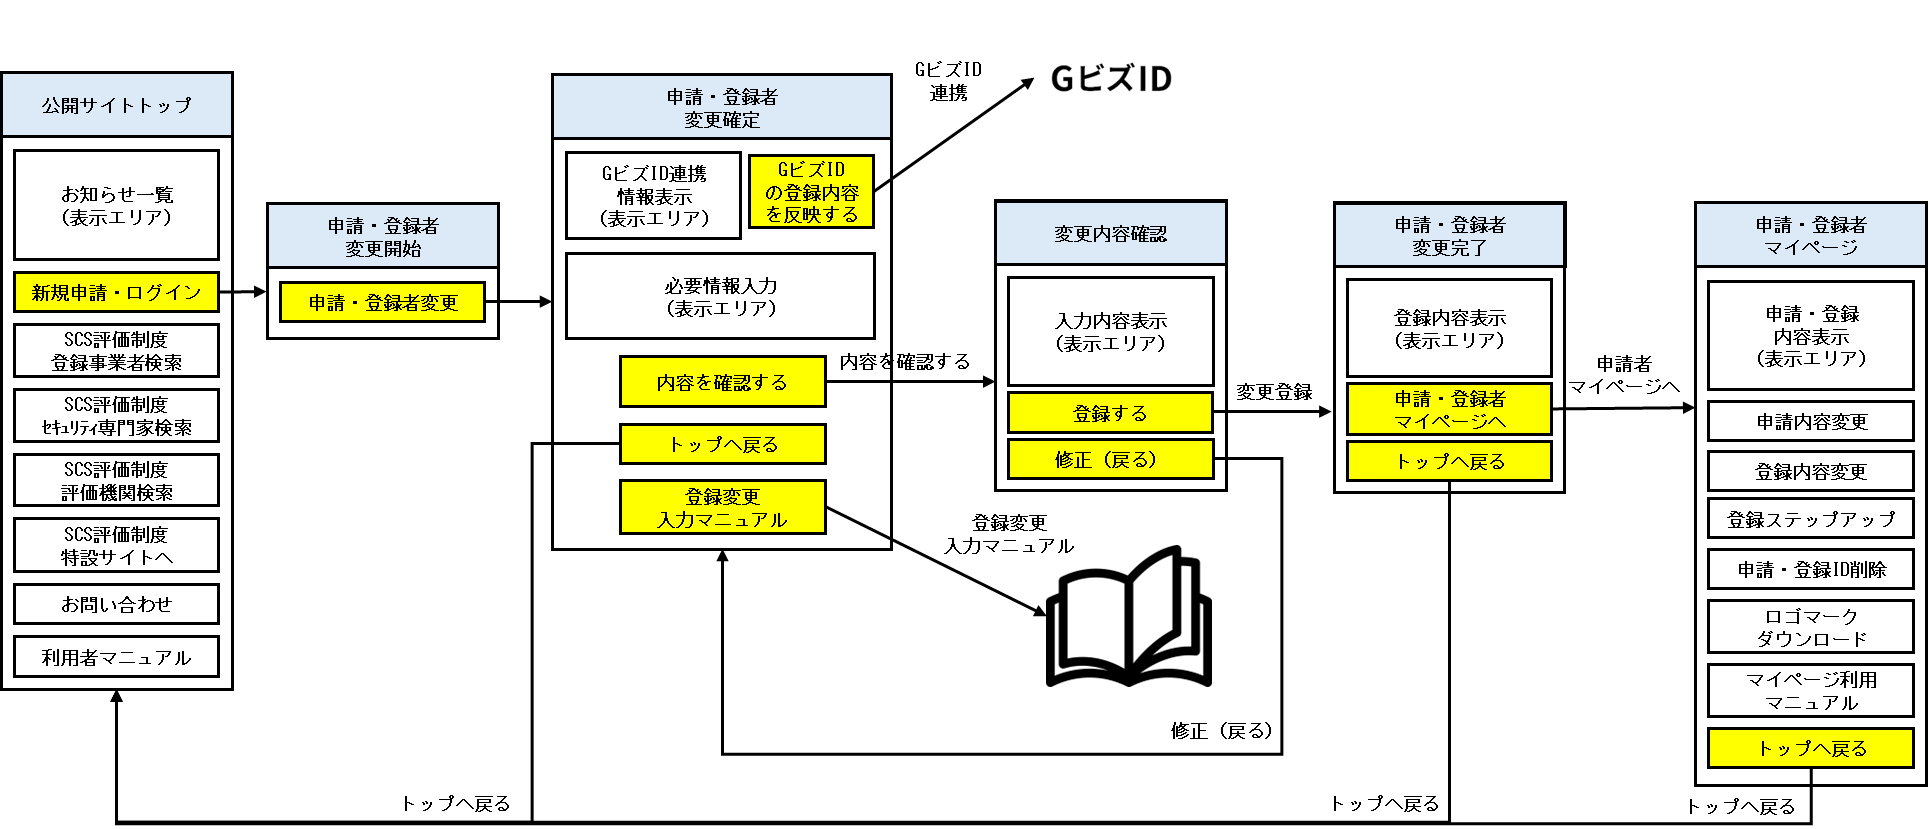 公開サイトトップ
お知らせ一覧
(表示エリア)
新規申請・ログイン
SCS評価制度
登録事業者検索
SCS評価制度
ｾｷｭﾘﾃｨ専門家検索
SCS評価制度
評価機関検索
SCS評価制度
特設サイトへ
お問い合わせ
利用者マニュアル
申請・登録者
変更開始
申請・登録者変更
申請・登録者
変更確定
GビズID連携
情報表示
(表示エリア)
GビズID
の登録内容
を反映する
必要情報入力
(表示エリア)
内容を確認する
トップへ戻る
登録変更
入力マニュアル
GビズID
連携
GビズID
内容を確認する
変更内容確認
入力内容表示
(表示エリア)
登録する
修正（戻る）
登録変更
入力マニュアル
修正（戻る）
変更登録
申請・登録者
変更完了
登録内容表示
(表示エリア)
申請・登録者
マイページへ
トップへ戻る
申請者
マイページへ
申請・登録者
マイページ
申請・登録
内容表示
(表示エリア)
申請内容変更
登録内容変更
登録ステップアップ
申請・登録ID削除
ロゴマーク
ダウンロード
マイページ利用
マニュアル
トップへ戻る
トップへ戻る
トップへ戻る
トップへ戻る